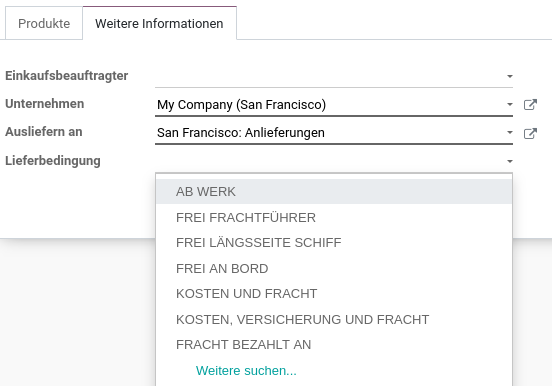 Produkte
Weitere Informationen
Einkaufsbeauftragter
Unternehmen My Company (San Francisco)
Ausliefern an San Francisco: Anlieferungen
Lieferbedingung
AB WERK
FREI FRACHTFÜHRER
FREI LÄNGSSEITE SCHIFF
FREI AN BORD
KOSTEN UND FRACHT
KOSTEN, VERSICHERUNG UND FRACHT
FRACHT BEZAHLT AN
Weitere suchen...